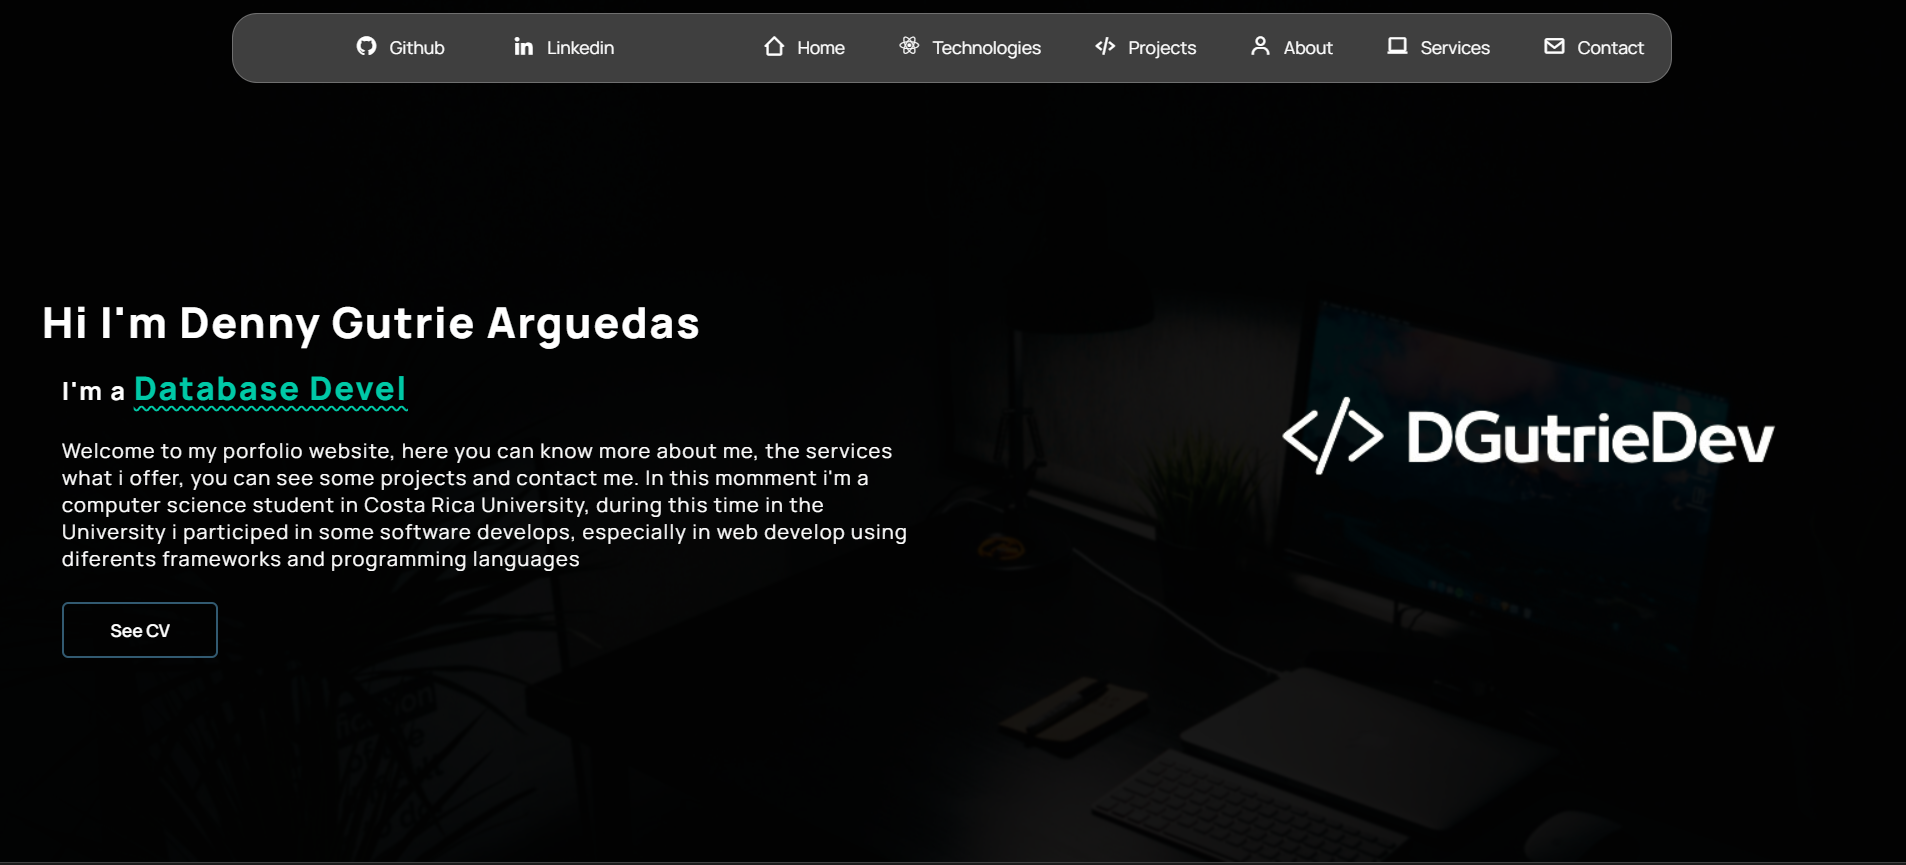 Github Linkedin Home Technologies Projects About Services Contact
Hi I'm Denny Gutrie Arguedas
I'm a Database Devel
Welcome to my porfolio website, here you can know more about me, the services
what i offer, you can see some projects and contact me. In this momment i'm a
computer science student in Costa Rica University, during this time in the
University i participed in some software develops, especially in web develop using
diferents frameworks and programming languages
See CV
</> DGutrieDev